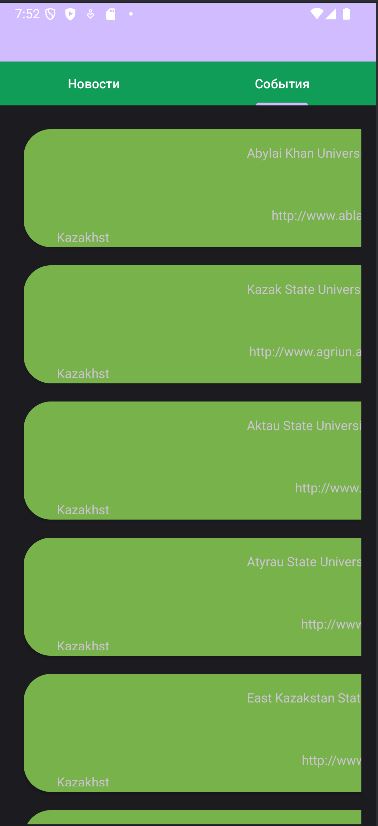 7:52
Новости
События
Abylai Khan Univers
http://www.abla
Kazakhst
Kazak State Univers
http://www.agriun.a
Kazakhst
Aktau State Universi
http://www.
Kazakhst
Atyrau State Univers
http://www
Kazakhst
East Kazakstan Stat
http://www
Kazakhst